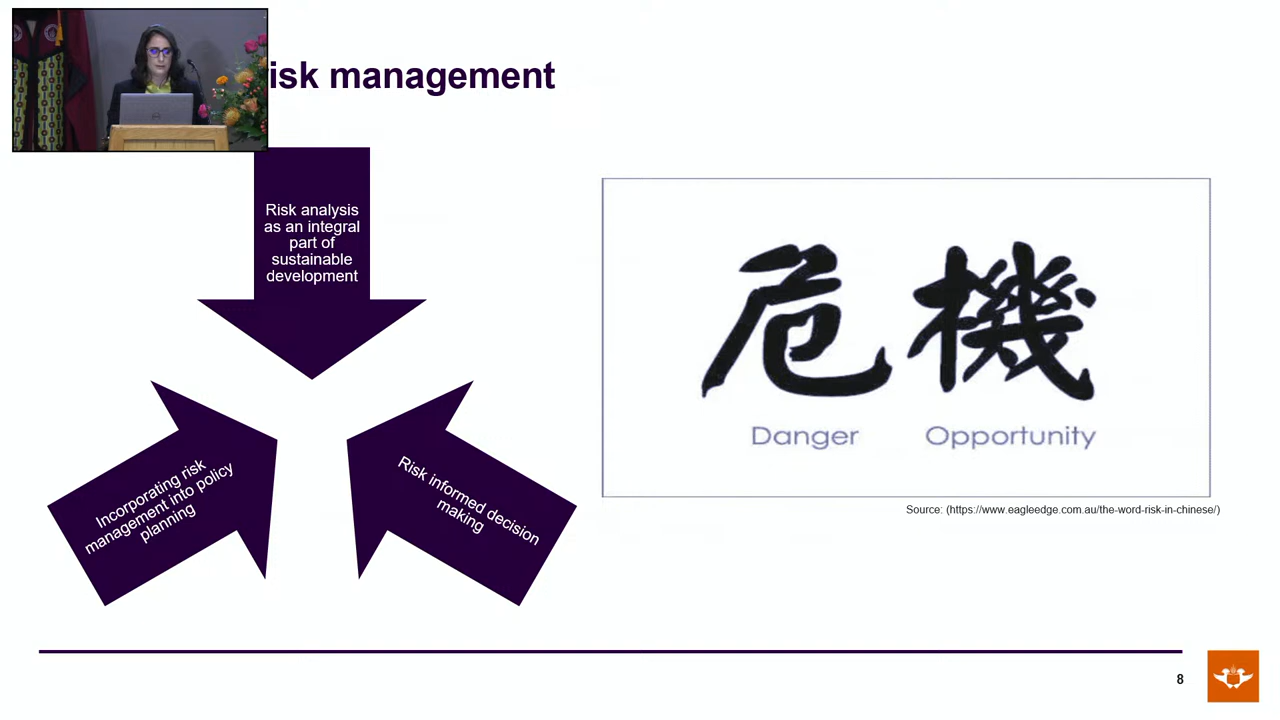 isk management
Risk analysis
as an integral
part of
sustainable
development
Incorporating risk
management into policy
planning
Risk informed decision
making
危機
Danger Opportunity
Source: (https://www.eagleedge.com.au/the-word-risk-in-chinese/)
8